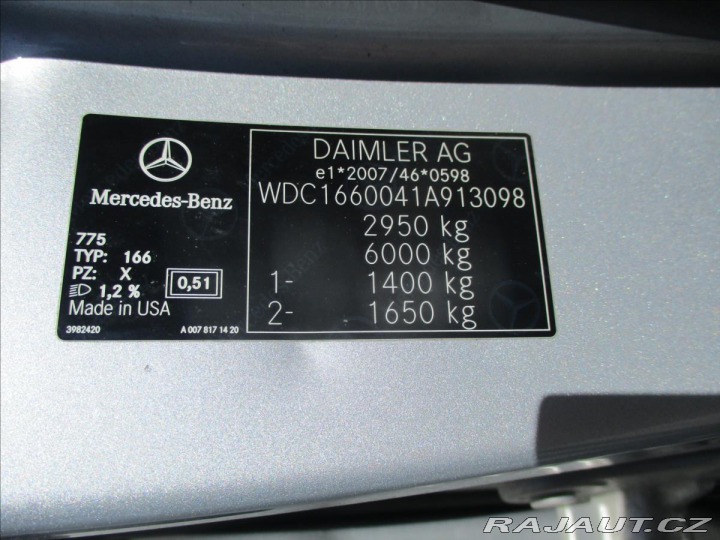 Mercedes-Benz
775
TYP: 166
PZ: X
1,2 %
0,51
Made in USA
3982420
A 007 817 14 20
DAIMLER AG
e1*2007/46*0598
WDC1660041A913098
2950 kg
6000 kg
1- 1400 kg
2- 1650 kg
RAJAUT.CZ